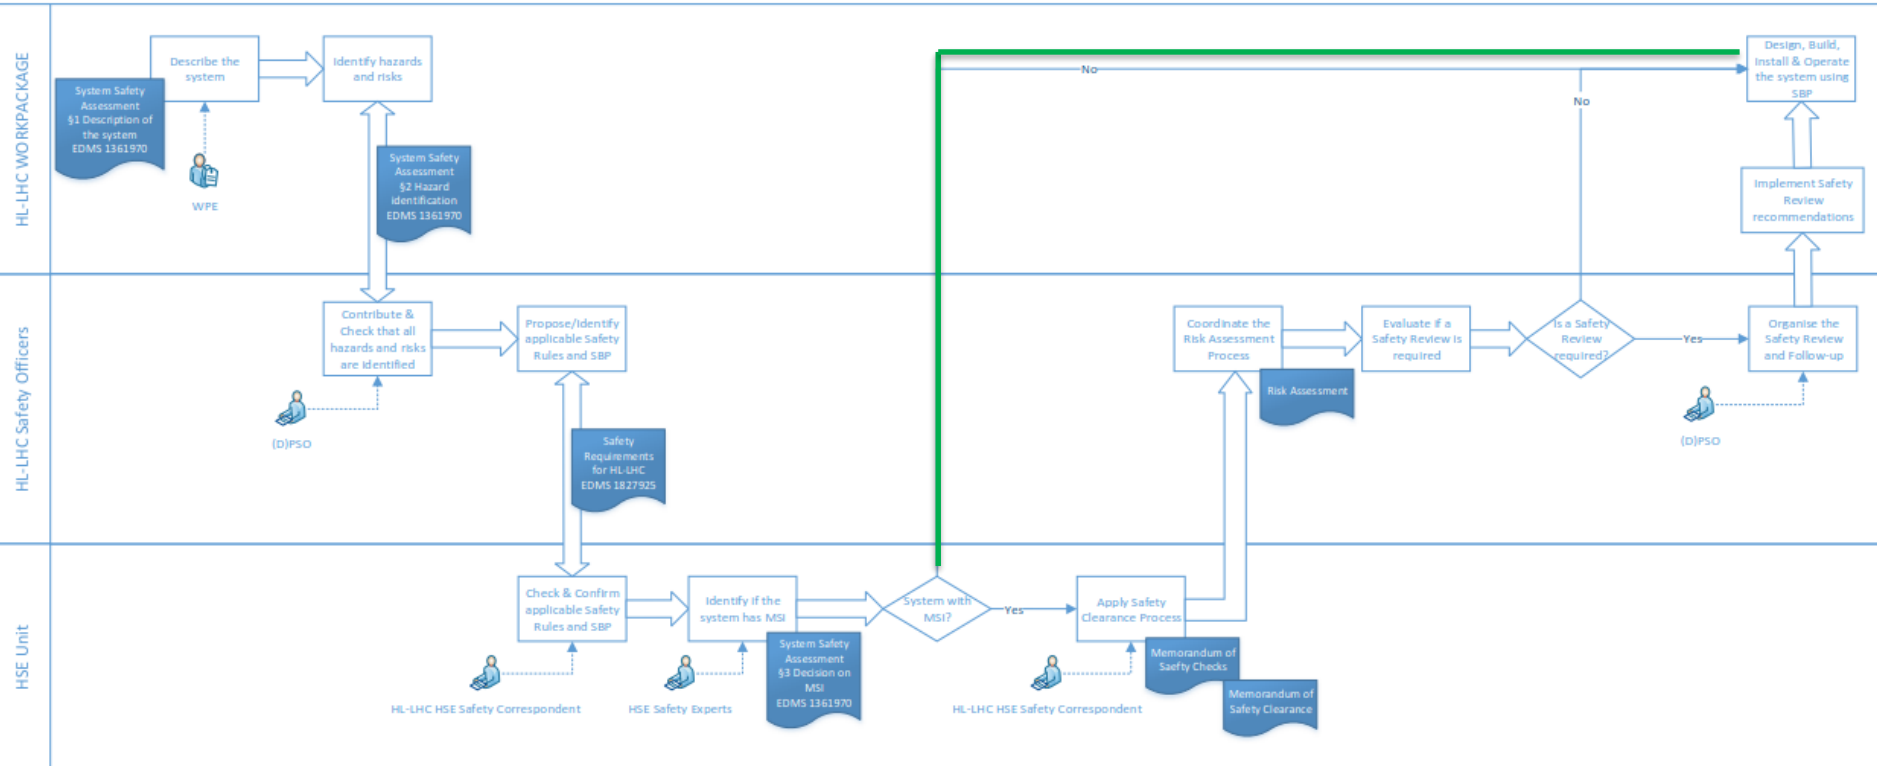 HL-LHC WORKPACKAGE
Describe the
system
Identify hazards
and risks
System Safety
Assessment
§1 Description of
the system
EDMS 1361970
WPE
System Safety
Assessment
§2 Hazard
identification
EDMS 1361970
No
No
Design, Build,
Install & Operate
the system using
SBP
Implement Safety
Review
recommendations
HL-LHC Safety Officers
Contribute &
Check that all
hazards and risks
are identified
(D)PSO
Propose/Identify
applicable Safety
Rules and SBP
Safety
Requirements
for HL-LHC
EDMS 1827925
Coordinate the
Risk Assessment
Process
Risk Assessment
Evaluate if a
Safety Review is
required
Is a Safety
Review
required?
Yes
Organise the
Safety Review
and Follow-up
(D)PSO
HSE Unit
Check & Confirm
applicable Safety
Rules and SBP
HL-LHC HSE Safety Correspondent
Identify if the
system has MSI
HSE Safety Experts
System Safety
Assessment
§3 Decision on
MSI
EDMS 1361970
System with
MSI?
Yes
Apply Safety
Clearance Process
HL-LHC HSE Safety Correspondent
Memorandum of
Saefty Checks
Memorandum of
Safety Clearance